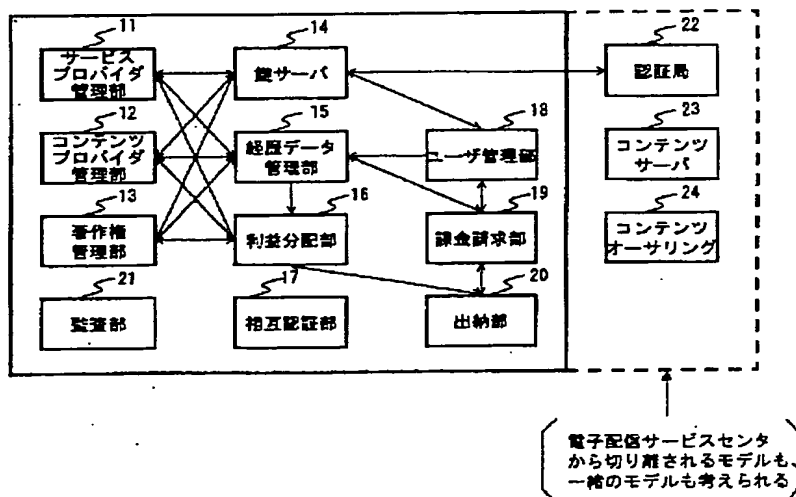 11
サービス
プロバイダ
管理部
14
鍵サーバ
22
認証局
12
コンテンツ
プロバイダ
管理部
15
経歴データ
管理部
18
ユーザ管理部
23
コンテンツ
サーバ
13
著作権
管理部
16
利益分配部
19
課金請求部
24
コンテンツ
オーサリング
21
監査部
17
相互認証部
20
出納部
電子配信サービスセンタ
から切り離されるモデルも、
一緒のモデルも考えられる